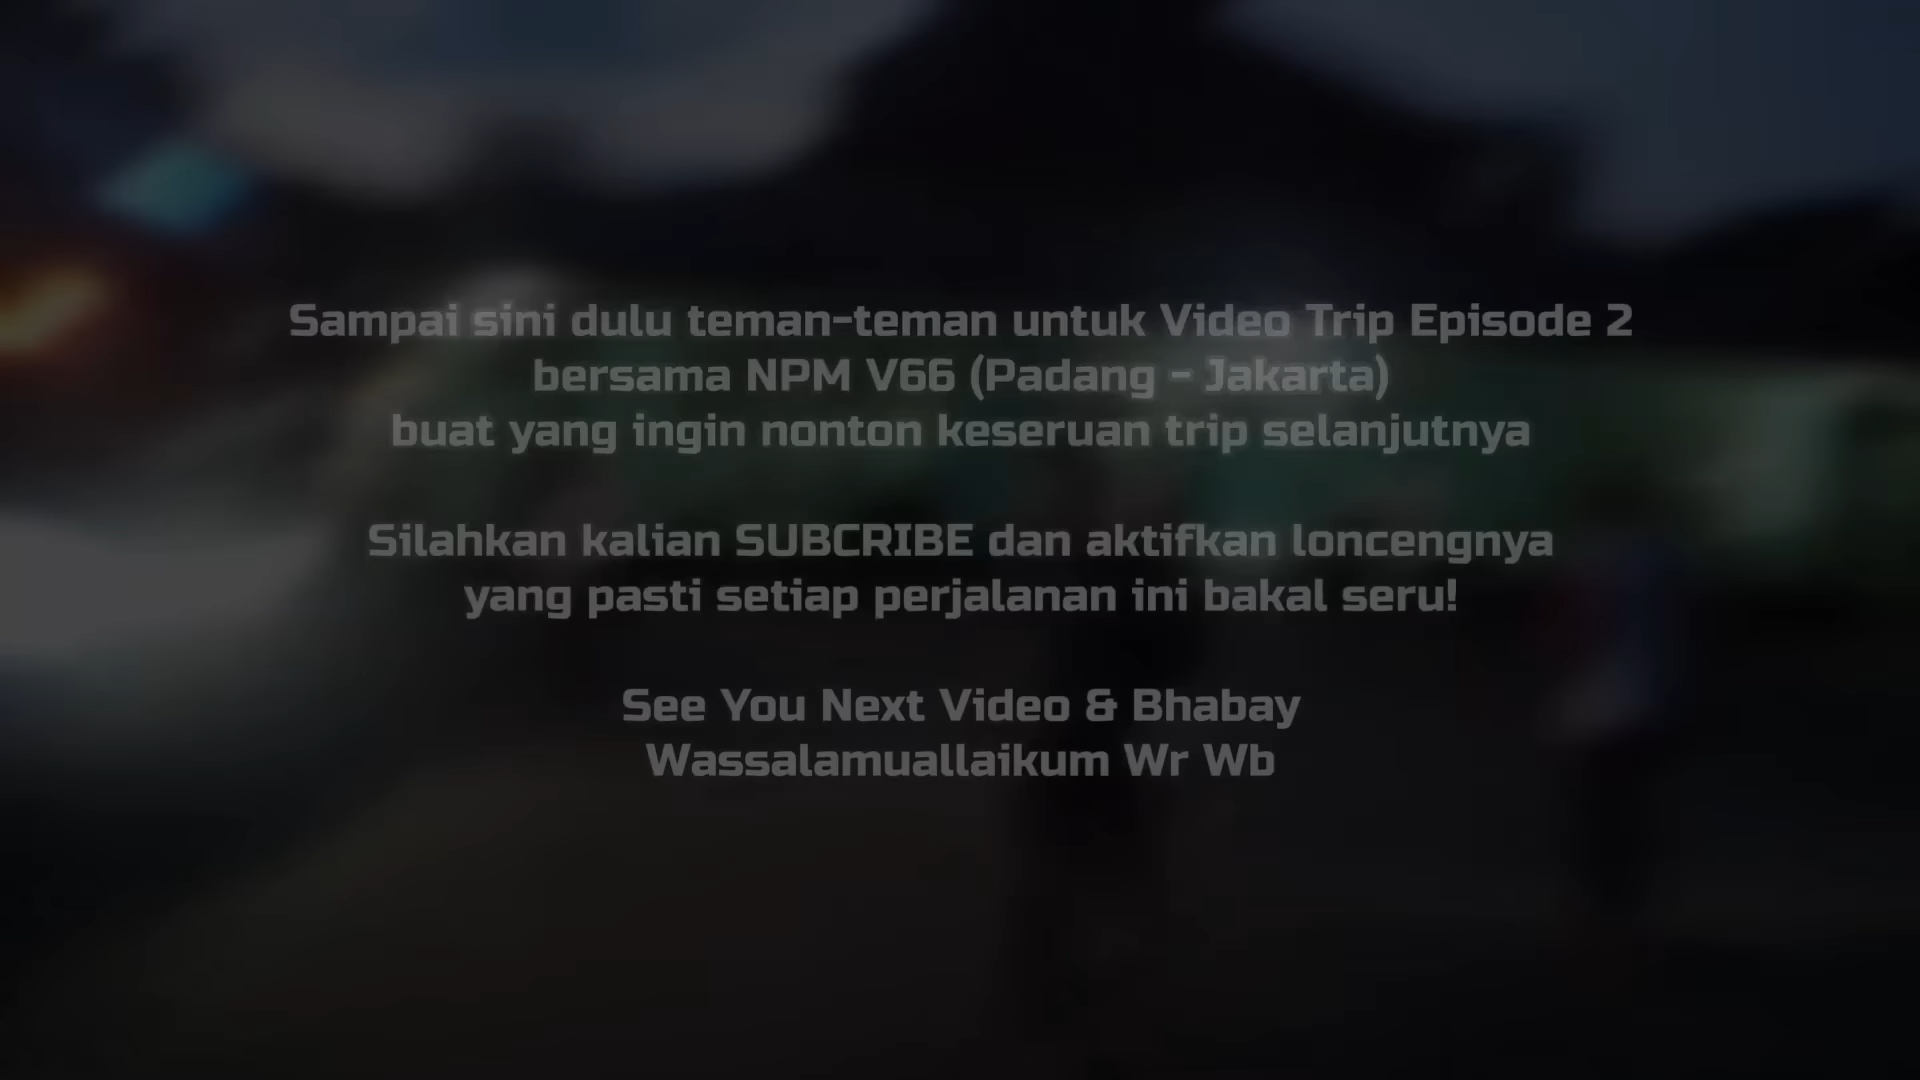 Sampai sini dulu teman-teman untuk Video Trip Episode 2
bersama NPM V66 (Padang - Jakarta)
buat yang ingin nonton keseruan trip selanjutnya
Silahkan kalian SUBCRIBE dan aktifkan loncengnya
yang pasti setiap perjalanan ini bakal seru!
See You Next Video & Bhabay
Wassalamuallaikum Wr Wb